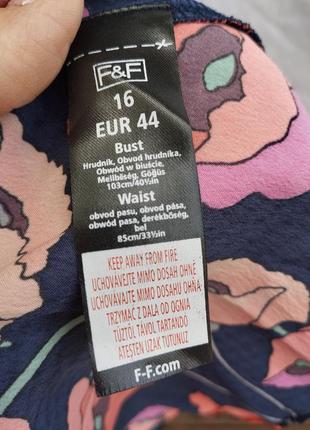 F&F
16
EUR 44
Bust
Hrudník, Obvod hrudníka,
Obwód w biuście,
Mellbőség, Göğüs
103cm/40½in
Waist
obvod pasu, obvod pása,
obwód pasa, derékbőség,
bel
85cm/33½in
KEEP AWAY FROM FIRE
UCHOVÁVEJTE MIMO DOSAH OHNĚ
UCHOVÁVAJTE MIMO DOSAHU OHŇA
TRZYMAĆ Z DALA OD OGNIA
TŰZTŐL TÁVOL TARTANDÓ
ATEŞTEN UZAK TUTUNUZ
F-F.com